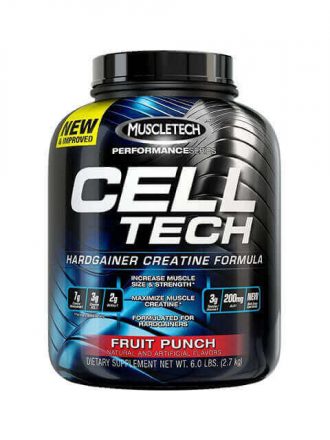 NEW
& IMPROVED
MUSCLETECH
PERFORMANCE SERIES
CELL
TECH
HARDGAINER CREATINE FORMULA
INCREASE MUSCLE
SIZE & STRENGTH*
7g 3g 2g
MAXIMIZE MUSCLE
CREATINE*
3g 200mg NEW
FORMULATED FOR
HARDGAINERS*
FRUIT PUNCH
NATURAL AND ARTIFICIAL FLAVORS
DIETARY SUPPLEMENT NET WT. 6.0 LBS. (2.7 kg)